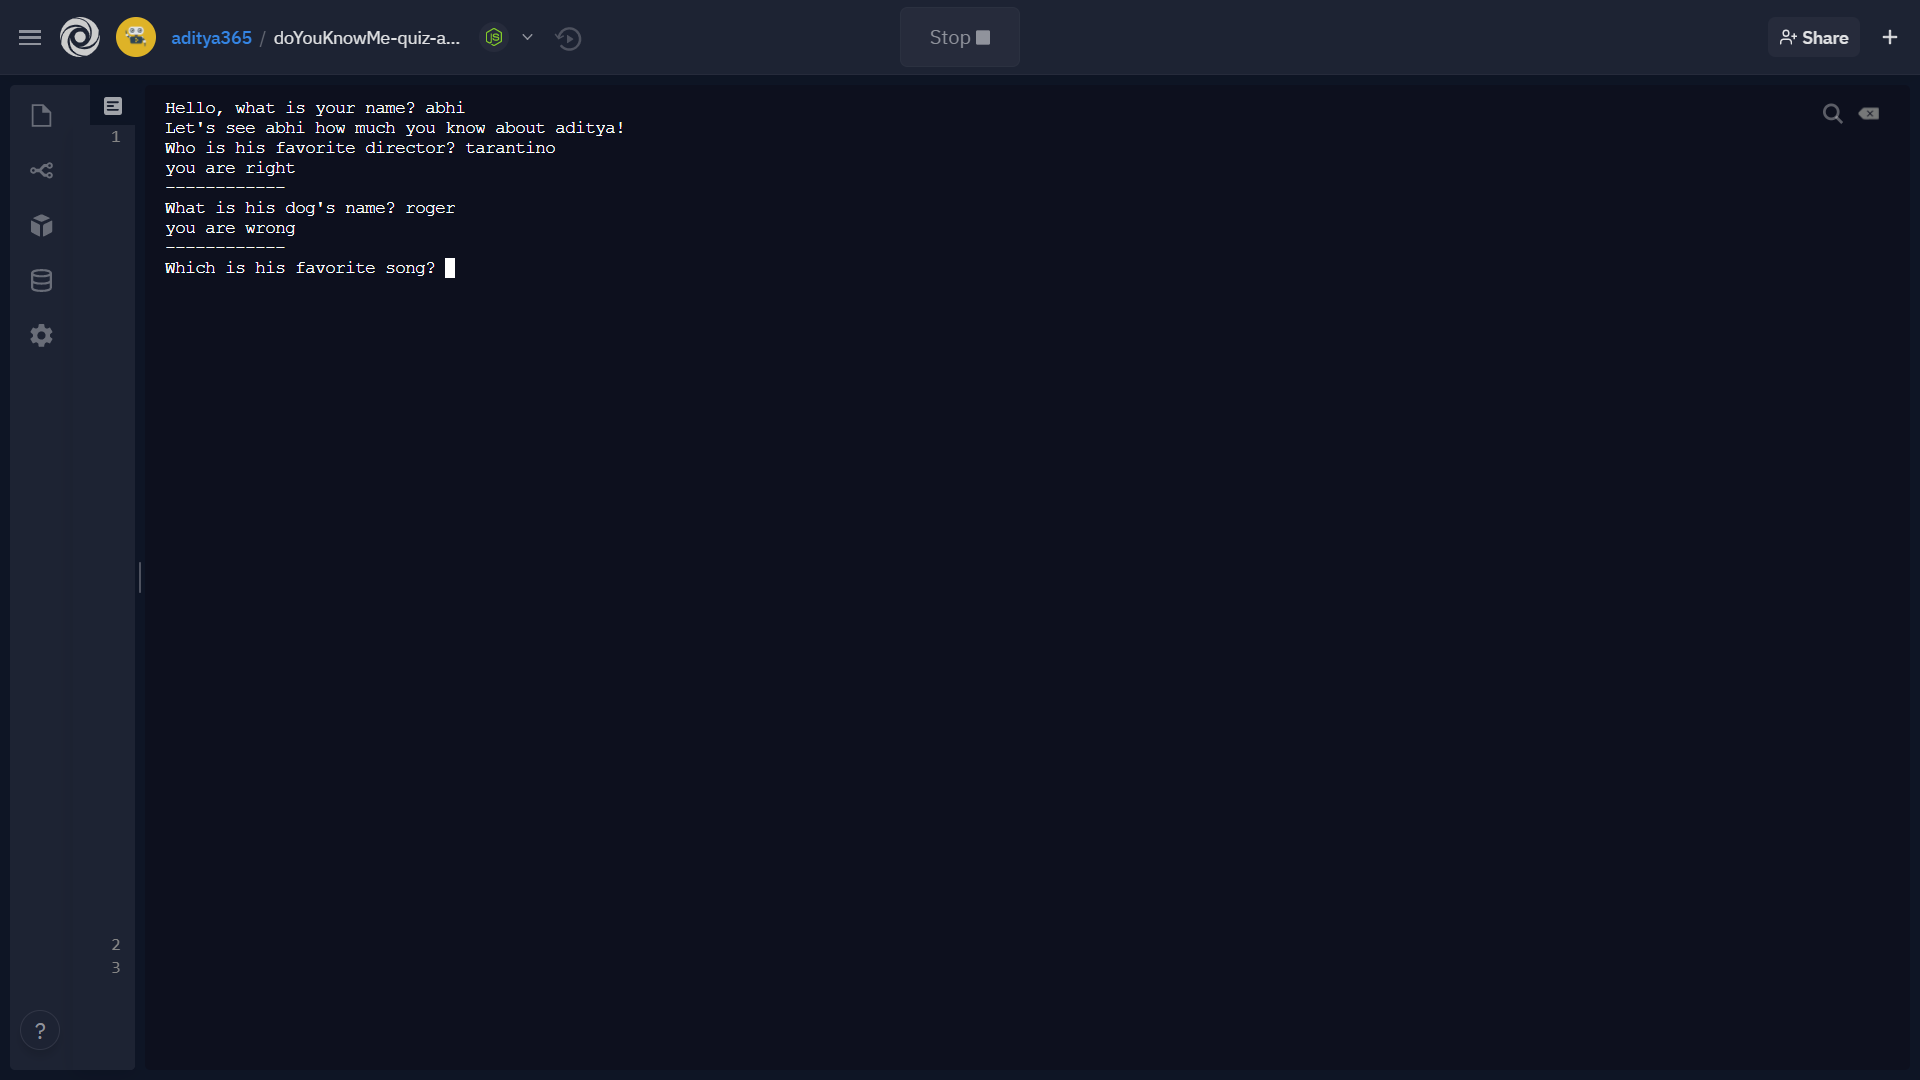 aditya365 / doYouKnowMe-quiz-a...
Stop
Share
1
Hello, what is your name? abhi
Let's see abhi how much you know about aditya!
Who is his favorite director? tarantino
you are right
------------
What is his dog's name? roger
you are wrong
------------
Which is his favorite song?
2
3
?